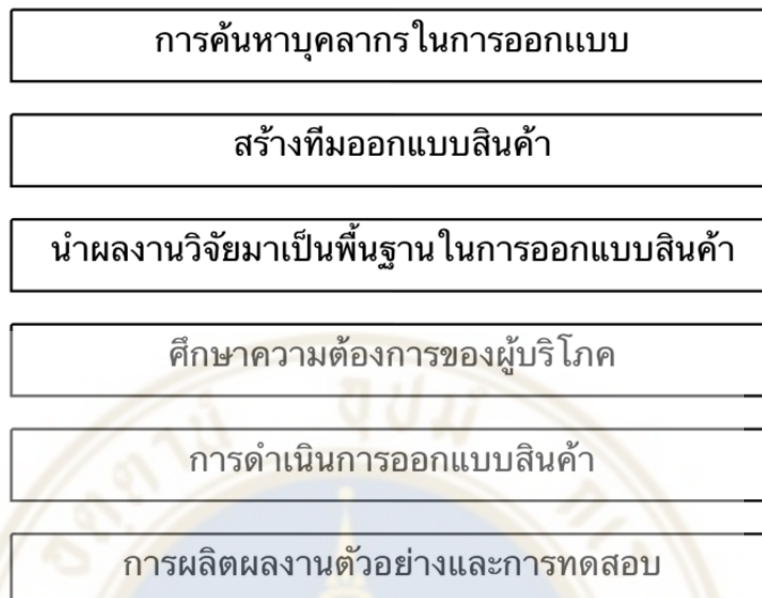 การค้นหาบุคลากรในการออกแบบ
สร้างทีมออกแบบสินค้า
นำผลงานวิจัยมาเป็นพื้นฐานในการออกแบบสินค้า
ศึกษาความต้องการของผู้บริโภค
การดำเนินการออกแบบสินค้า
การผลิตผลงานตัวอย่างและการทดสอบ